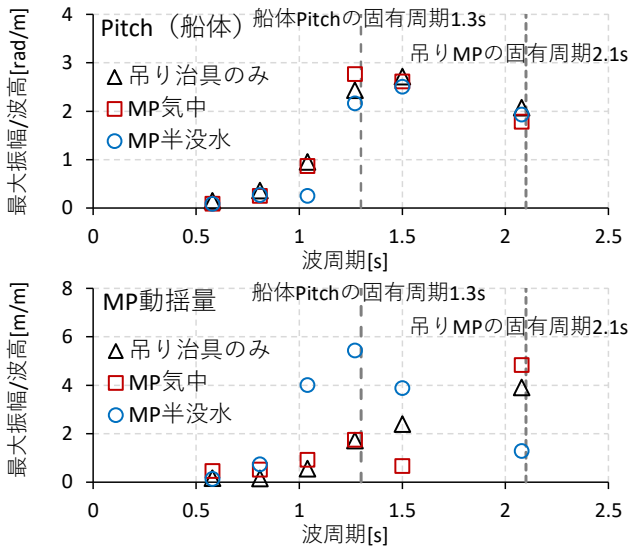 船体Pitchの固有周期1.3s
Pitch（船体）
吊りMPの固有周期2.1s
吊り治具のみ
MP気中
MP半没水
最大振幅/波高[rad/m]
4
3
2
1
0
0
0.5
1
1.5
2
2.5
波周期[s]
船体Pitchの固有周期1.3s
MP動揺量
吊りMPの固有周期2.1s
吊り治具のみ
MP気中
MP半没水
最大振幅/波高[m/m]
8
6
4
2
0
0
0.5
1
1.5
2
2.5
波周期[s]